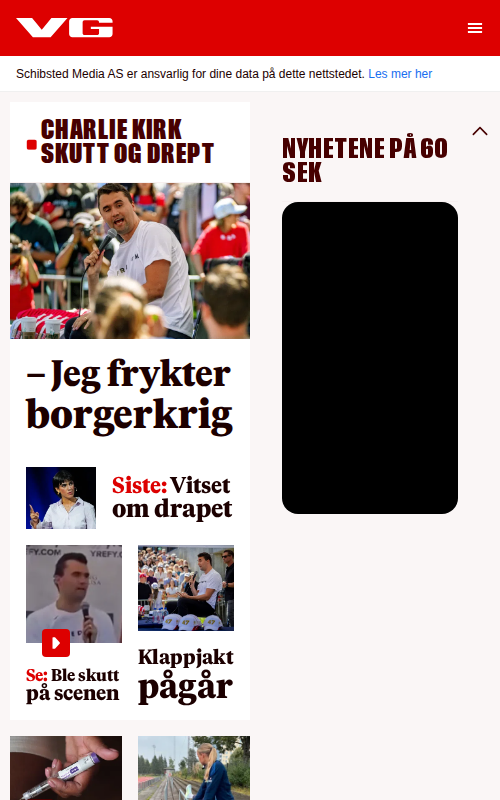 VG
Schibsted Media AS er ansvarlig for dine data på dette nettstedet. Les mer her
CHARLIE KIRK
SKUTT OG DREPT
– Jeg frykter
borgerkrig
Siste: Vitset
om drapet
YREFY.COM
Se: Ble skutt
på scenen
Klappjakt
pågår
NYHETENE PÅ 60
SEK